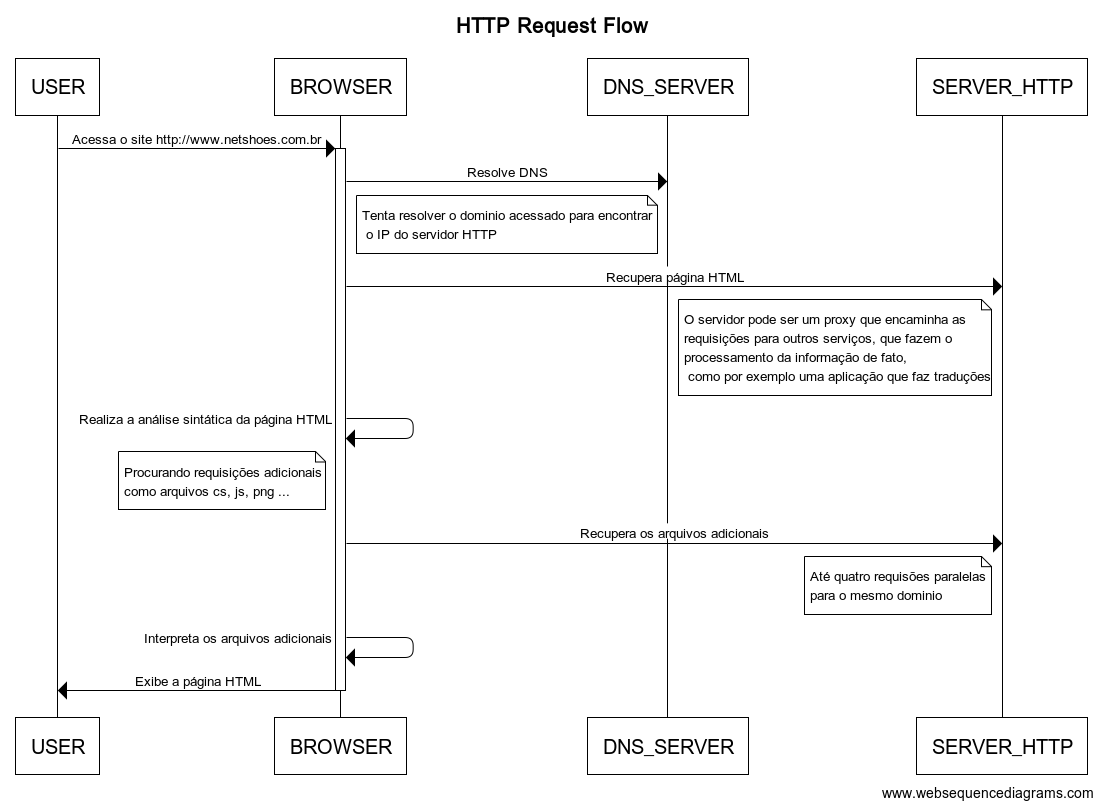 HTTP Request Flow
USER
BROWSER
DNS_SERVER
SERVER_HTTP
Acessa o site http://www.netshoes.com.br
Resolve DNS
Tenta resolver o dominio acessado para encontrar
o IP do servidor HTTP
Recupera página HTML
O servidor pode ser um proxy que encaminha as
requisições para outros serviços, que fazem o
processamento da informação de fato,
como por exemplo uma aplicação que faz traduções
Realiza a análise sintática da página HTML
Procurando requisições adicionais
como arquivos cs, js, png ...
Recupera os arquivos adicionais
Até quatro requisões paralelas
para o mesmo dominio
Interpreta os arquivos adicionais
Exibe a página HTML
USER
BROWSER
DNS_SERVER
SERVER_HTTP
www.websequencediagrams.com